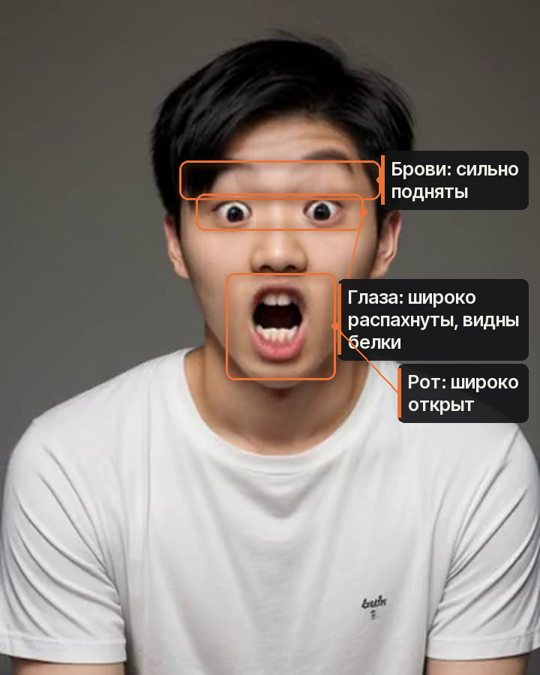 Брови: сильно
подняты
Глаза: широко
распахнуты, видны
белки
Рот: широко
открыт